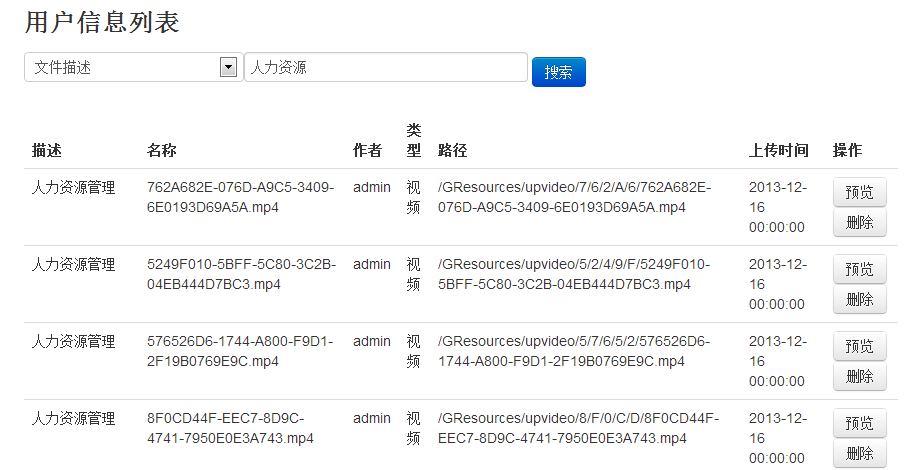 用户信息列表
文件描述 人力资源 搜索
描述 名称 作者 类型 路径 上传时间 操作
人力资源管理 762A682E-076D-A9C5-3409- admin 视 /GResources/upvideo/7/6/2/A/6/762A682E- 2013-12- 预览
6E0193D69A5A.mp4 频 076D-A9C5-3409-6E0193D69A5A.mp4 16
00:00:00 删除
人力资源管理 5249F010-5BFF-5C80-3C2B- admin 视 /GResources/upvideo/5/2/4/9/F/5249F010- 2013-12- 预览
04EB444D7BC3.mp4 频 5BFF-5C80-3C2B-04EB444D7BC3.mp4 16
00:00:00 删除
人力资源管理 576526D6-1744-A800-F9D1- admin 视 /GResources/upvideo/5/7/6/5/2/576526D6- 2013-12- 预览
2F19B0769E9C.mp4 频 1744-A800-F9D1-2F19B0769E9C.mp4 16
00:00:00 删除
人力资源管理 8F0CD44F-EEC7-8D9C- admin 视 /GResources/upvideo/8/F/0/C/D/8F0CD44F- 2013-12- 预览
4741-7950E0E3A743.mp4 频 EEC7-8D9C-4741-7950E0E3A743.mp4 16
00:00:00 删除